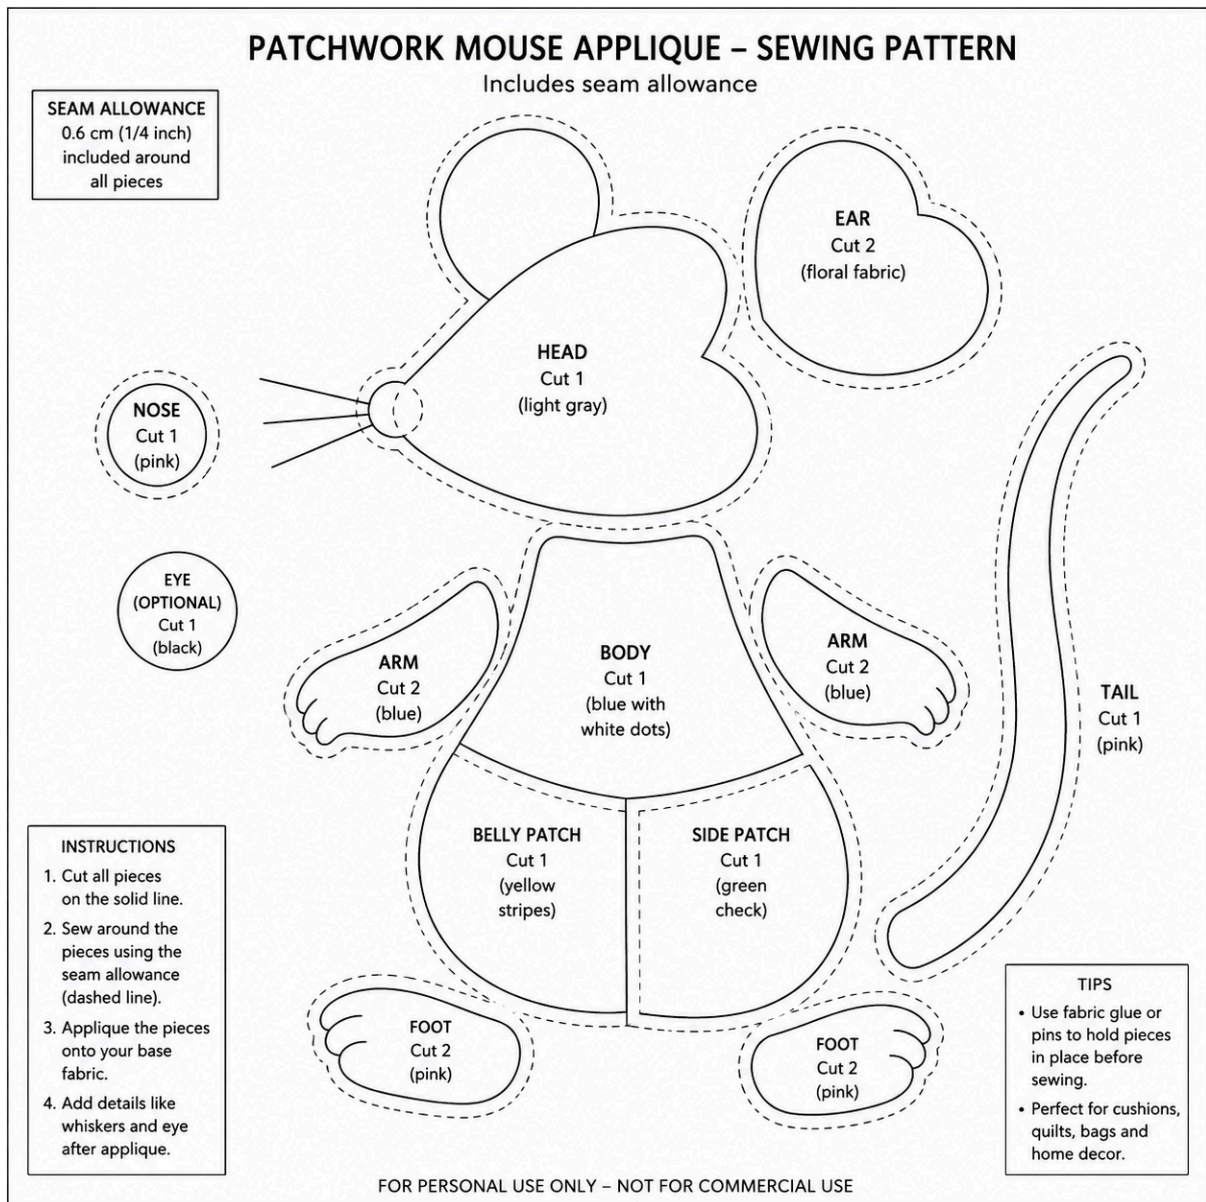 PATCHWORK MOUSE APPLIQUE – SEWING PATTERN
Includes seam allowance
SEAM ALLOWANCE
0.6 cm (1/4 inch)
included around
all pieces
EAR
Cut 2
(floral fabric)
HEAD
Cut 1
(light gray)
NOSE
Cut 1
(pink)
EYE
(OPTIONAL)
Cut 1
(black)
ARM
Cut 2
(blue)
BODY
Cut 1
(blue with
white dots)
ARM
Cut 2
(blue)
TAIL
Cut 1
(pink)
BELLY PATCH
Cut 1
(yellow
stripes)
SIDE PATCH
Cut 1
(green
check)
INSTRUCTIONS
1. Cut all pieces
on the solid line.
2. Sew around the
pieces using the
seam allowance
(dashed line).
3. Applique the pieces
onto your base
fabric.
4. Add details like
whiskers and eye
after applique.
FOOT
Cut 2
(pink)
FOOT
Cut 2
(pink)
TIPS
• Use fabric glue or
pins to hold pieces
in place before
sewing.
• Perfect for cushions,
quilts, bags and
home decor.
FOR PERSONAL USE ONLY – NOT FOR COMMERCIAL USE